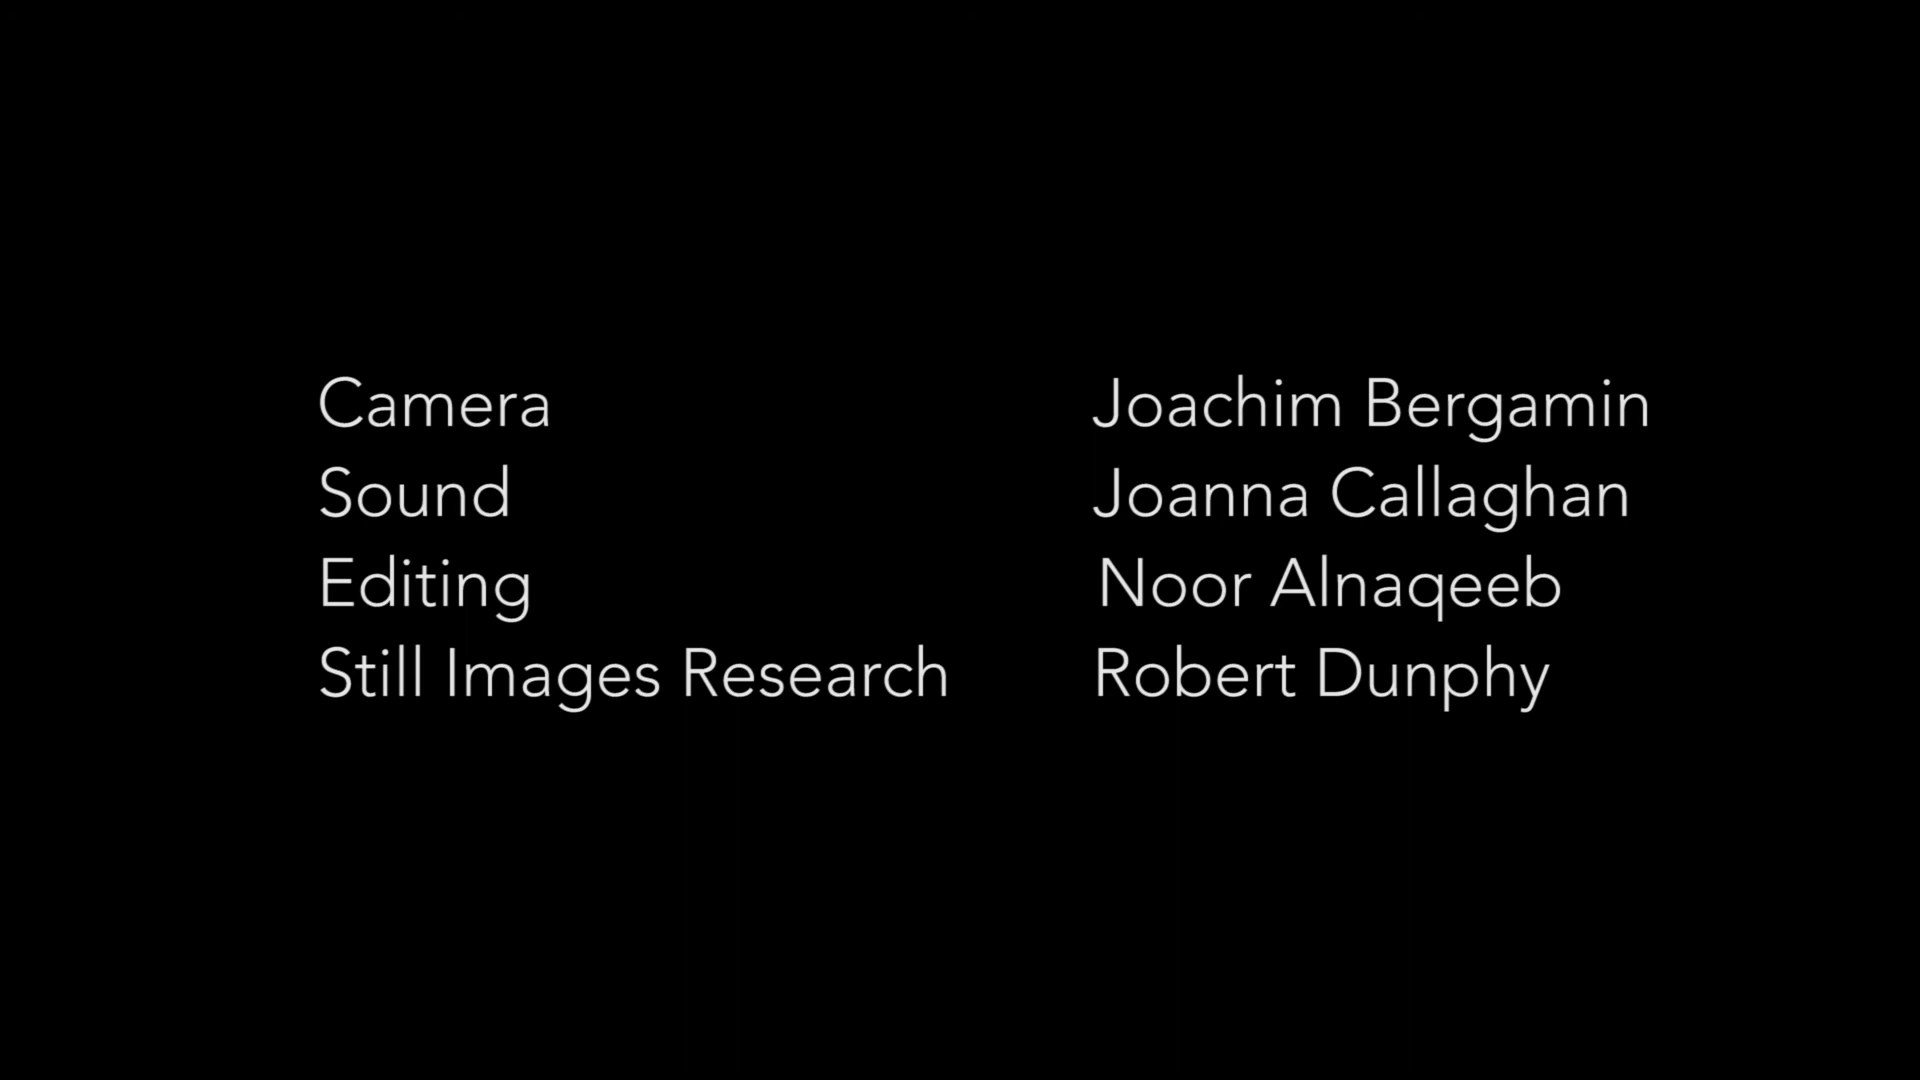 Camera Joachim Bergamin
Sound Joanna Callaghan
Editing Noor Alnaqeeb
Still Images Research Robert Dunphy